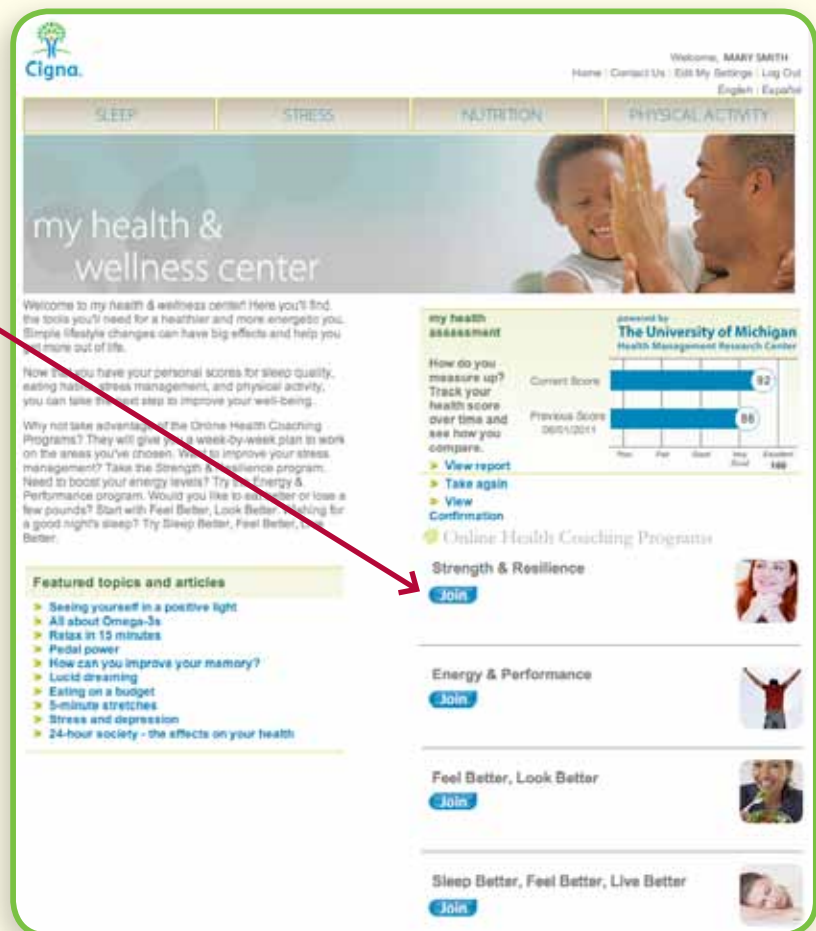 Cigna.
Welcome, MARY SMITH
Home | Contact Us | Edit My Settings | Log Out
English | Español
SLEEP
STRESS
NUTRITION
PHYSICAL ACTIVITY
my health &
wellness center
Welcome to my health & wellness center! Here you'll find
the tools you'll need for a healthier and more energetic you.
Simple lifestyle changes can have big effects and help you
get more out of life.
Now that you have your personal scores for sleep quality,
eating habits, stress management, and physical activity,
you can take the next step to improve your well-being.
Why not take advantage of the Online Health Coaching
Programs? They will give you a week-by-week plan to work
on the areas you've chosen. Want to improve your stress
management? Take the Strength & Resilience program.
Need to boost your energy levels? Try the Energy &
Performance program. Would you like to eat better or lose a
few pounds? Start with Feel Better, Look Better. Wishing for
a good night's sleep? Try Sleep Better, Feel Better, Live
Better.
Featured topics and articles
Seeing yourself in a positive light
All about Omega-3s
Relax in 15 minutes
Pedal power
How can you improve your memory?
Lucid dreaming
Eating on a budget
5-minute stretches
Stress and depression
24-hour society - the effects on your health
my health
assessment
How do you
measure up?
Track your
health score
over time and
see how you
compare.
View report
Take again
View
Confirmation
powered by
The University of Michigan
Health Management Research Center
Current Score
92
Previous Score
06/01/2011
86
Poor Fair Good Very Good Excellent
100
Online Health Coaching Programs
Strength & Resilience
Join
Energy & Performance
Join
Feel Better, Look Better
Join
Sleep Better, Feel Better, Live Better
Join